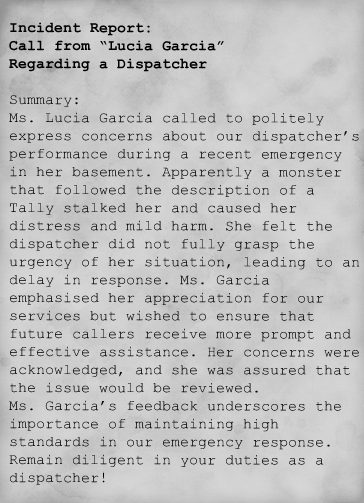 Incident Report:
Call from “Lucia Garcia”
Regarding a Dispatcher
Summary:
Ms. Lucia Garcia called to politely
express concerns about our dispatcher’s
performance during a recent emergency
in her basement. Apparently a monster
that followed the description of a
Tally stalked her and caused her
distress and mild harm. She felt the
dispatcher did not fully grasp the
urgency of her situation, leading to an
delay in response. Ms. Garcia
emphasised her appreciation for our
services but wished to ensure that
future callers receive more prompt and
effective assistance. Her concerns were
acknowledged, and she was assured that
the issue would be reviewed.
Ms. Garcia’s feedback underscores the
importance of maintaining high
standards in our emergency response.
Remain diligent in your duties as a
dispatcher!